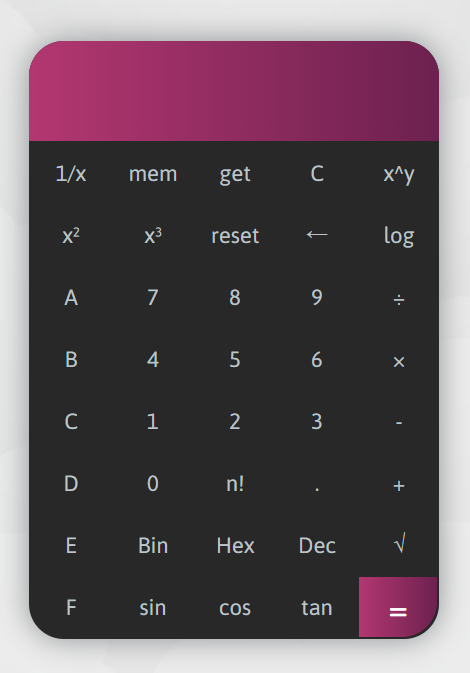 1/x mem get C x^y
x² x³ reset ← log
A 7 8 9 ÷
B 4 5 6 ×
C 1 2 3 -
D 0 n! . +
E Bin Hex Dec √
F sin cos tan =